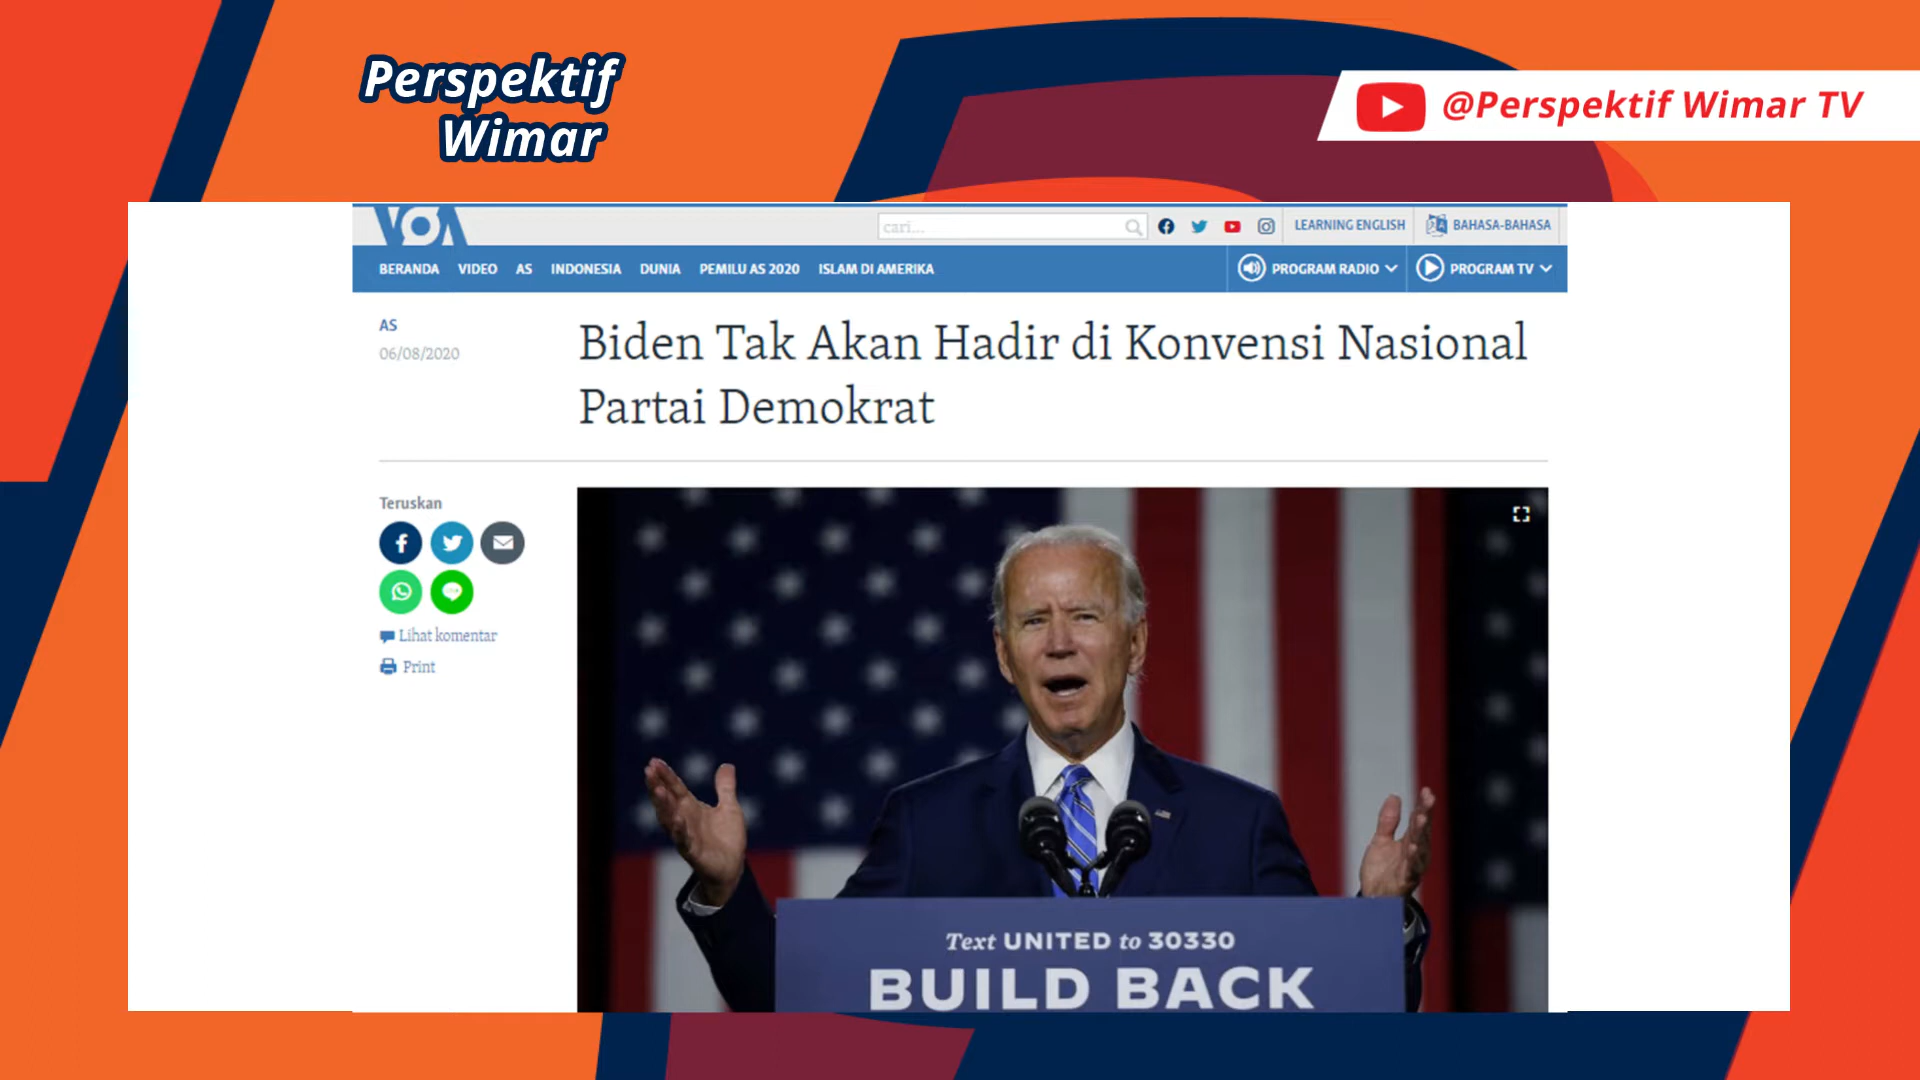 Perspektif
Wimar
@Perspektif Wimar TV
VOA
cari...
LEARNING ENGLISH
BAHASA-BAHASA
BERANDA VIDEO AS INDONESIA DUNIA PEMILU AS 2020 ISLAM DI AMERIKA PROGRAM RADIO PROGRAM TV
AS
06/08/2020
Biden Tak Akan Hadir di Konvensi Nasional
Partai Demokrat
Teruskan
Lihat komentar
Print
Text UNITED to 30330
BUILD BACK